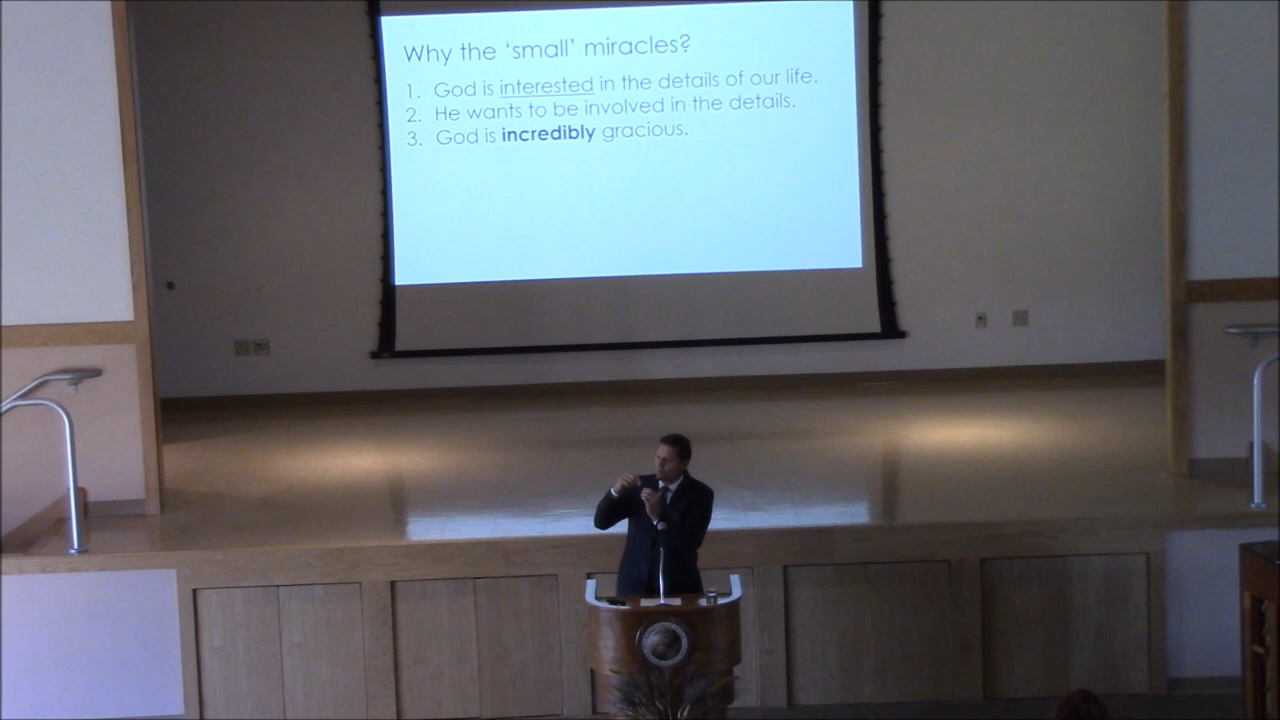 Why the ‘small’ miracles?
1. God is interested in the details of our life.
2. He wants to be involved in the details.
3. God is incredibly gracious.